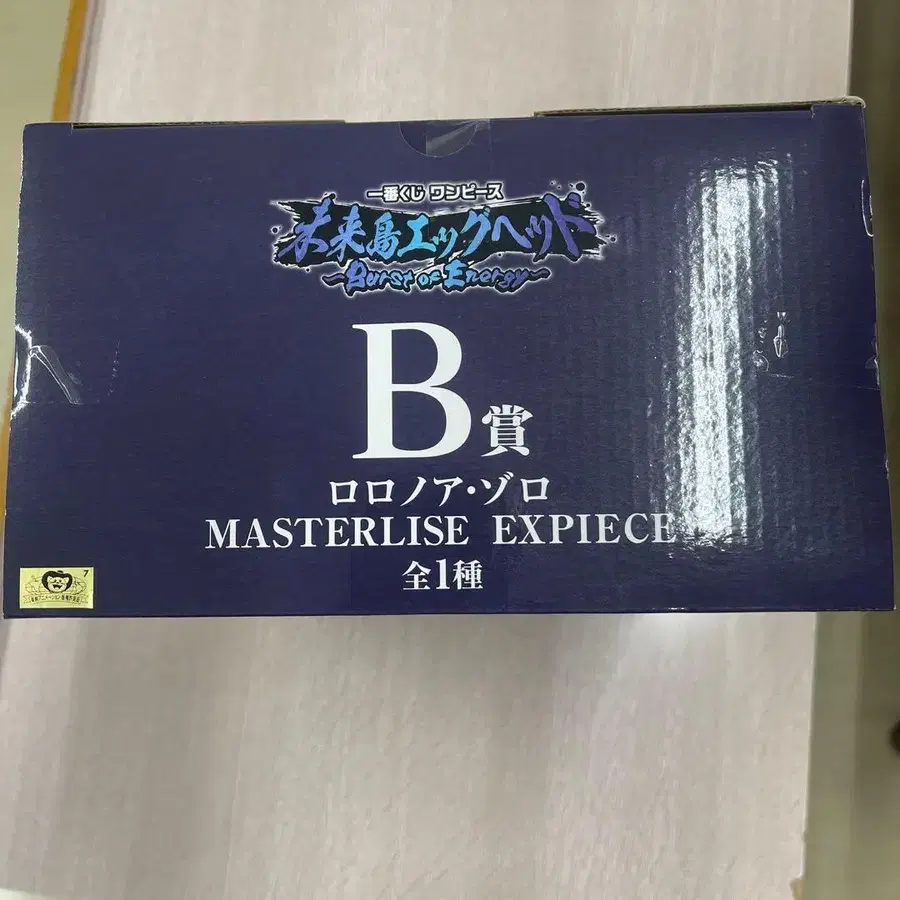 一番くじ ワンピース
未来島エッグヘッド
~Burst of Energy~
B賞
ロロノア・ゾロ
MASTERLISE EXPIECE
全1種
7